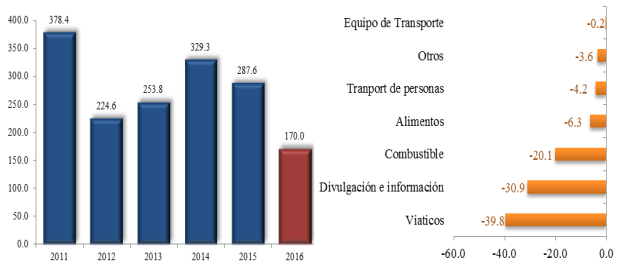 400.0
350.0
300.0
250.0
200.0
150.0
100.0
50.0
0.0
378.4
224.6
253.8
329.3
287.6
170.0
2011 2012 2013 2014 2015 2016
Equipo de Transporte -0.2
Otros -3.6
Tranport de personas -4.2
Alimentos -6.3
Combustible -20.1
Divulgación e información -30.9
Viaticos -39.8
-60.0 -40.0 -20.0 0.0